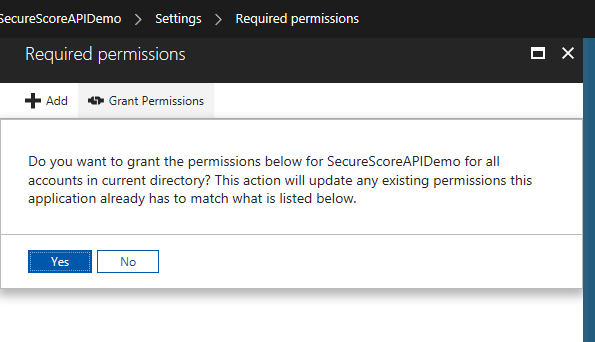 SecureScoreAPIDemo > Settings > Required permissions
Required permissions
Add Grant Permissions
Do you want to grant the permissions below for SecureScoreAPIDemo for all
accounts in current directory? This action will update any existing permissions this
application already has to match what is listed below.
Yes No